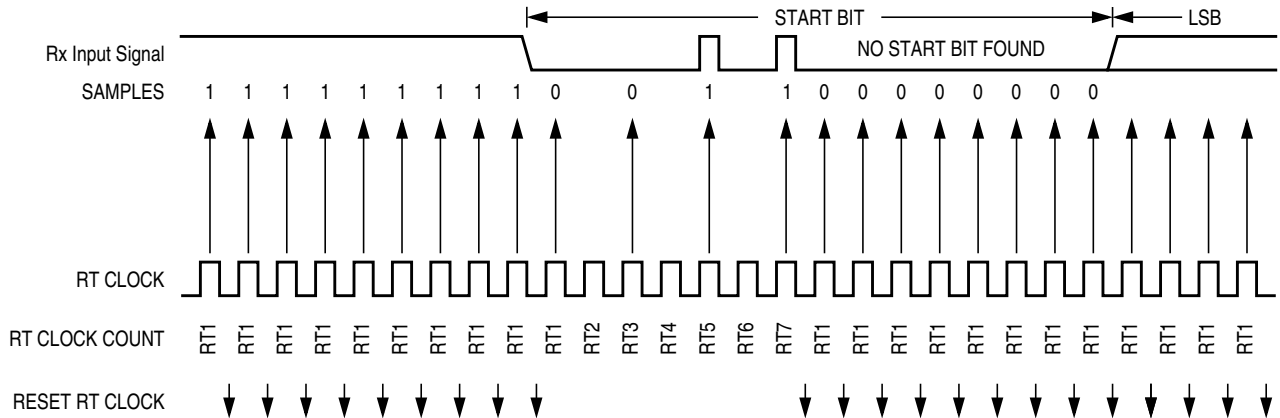 START BIT LSB
Rx Input Signal NO START BIT FOUND
SAMPLES 1 1 1 1 1 1 1 1 1 0 0 1 1 0 0 0 0 0 0 0 0
RT CLOCK
RT CLOCK COUNT RT1 RT1 RT1 RT1 RT1 RT1 RT1 RT1 RT1 RT1 RT2 RT3 RT4 RT5 RT6 RT7 RT1 RT1 RT1 RT1 RT1 RT1 RT1 RT1 RT1 RT1 RT1 RT1
RESET RT CLOCK